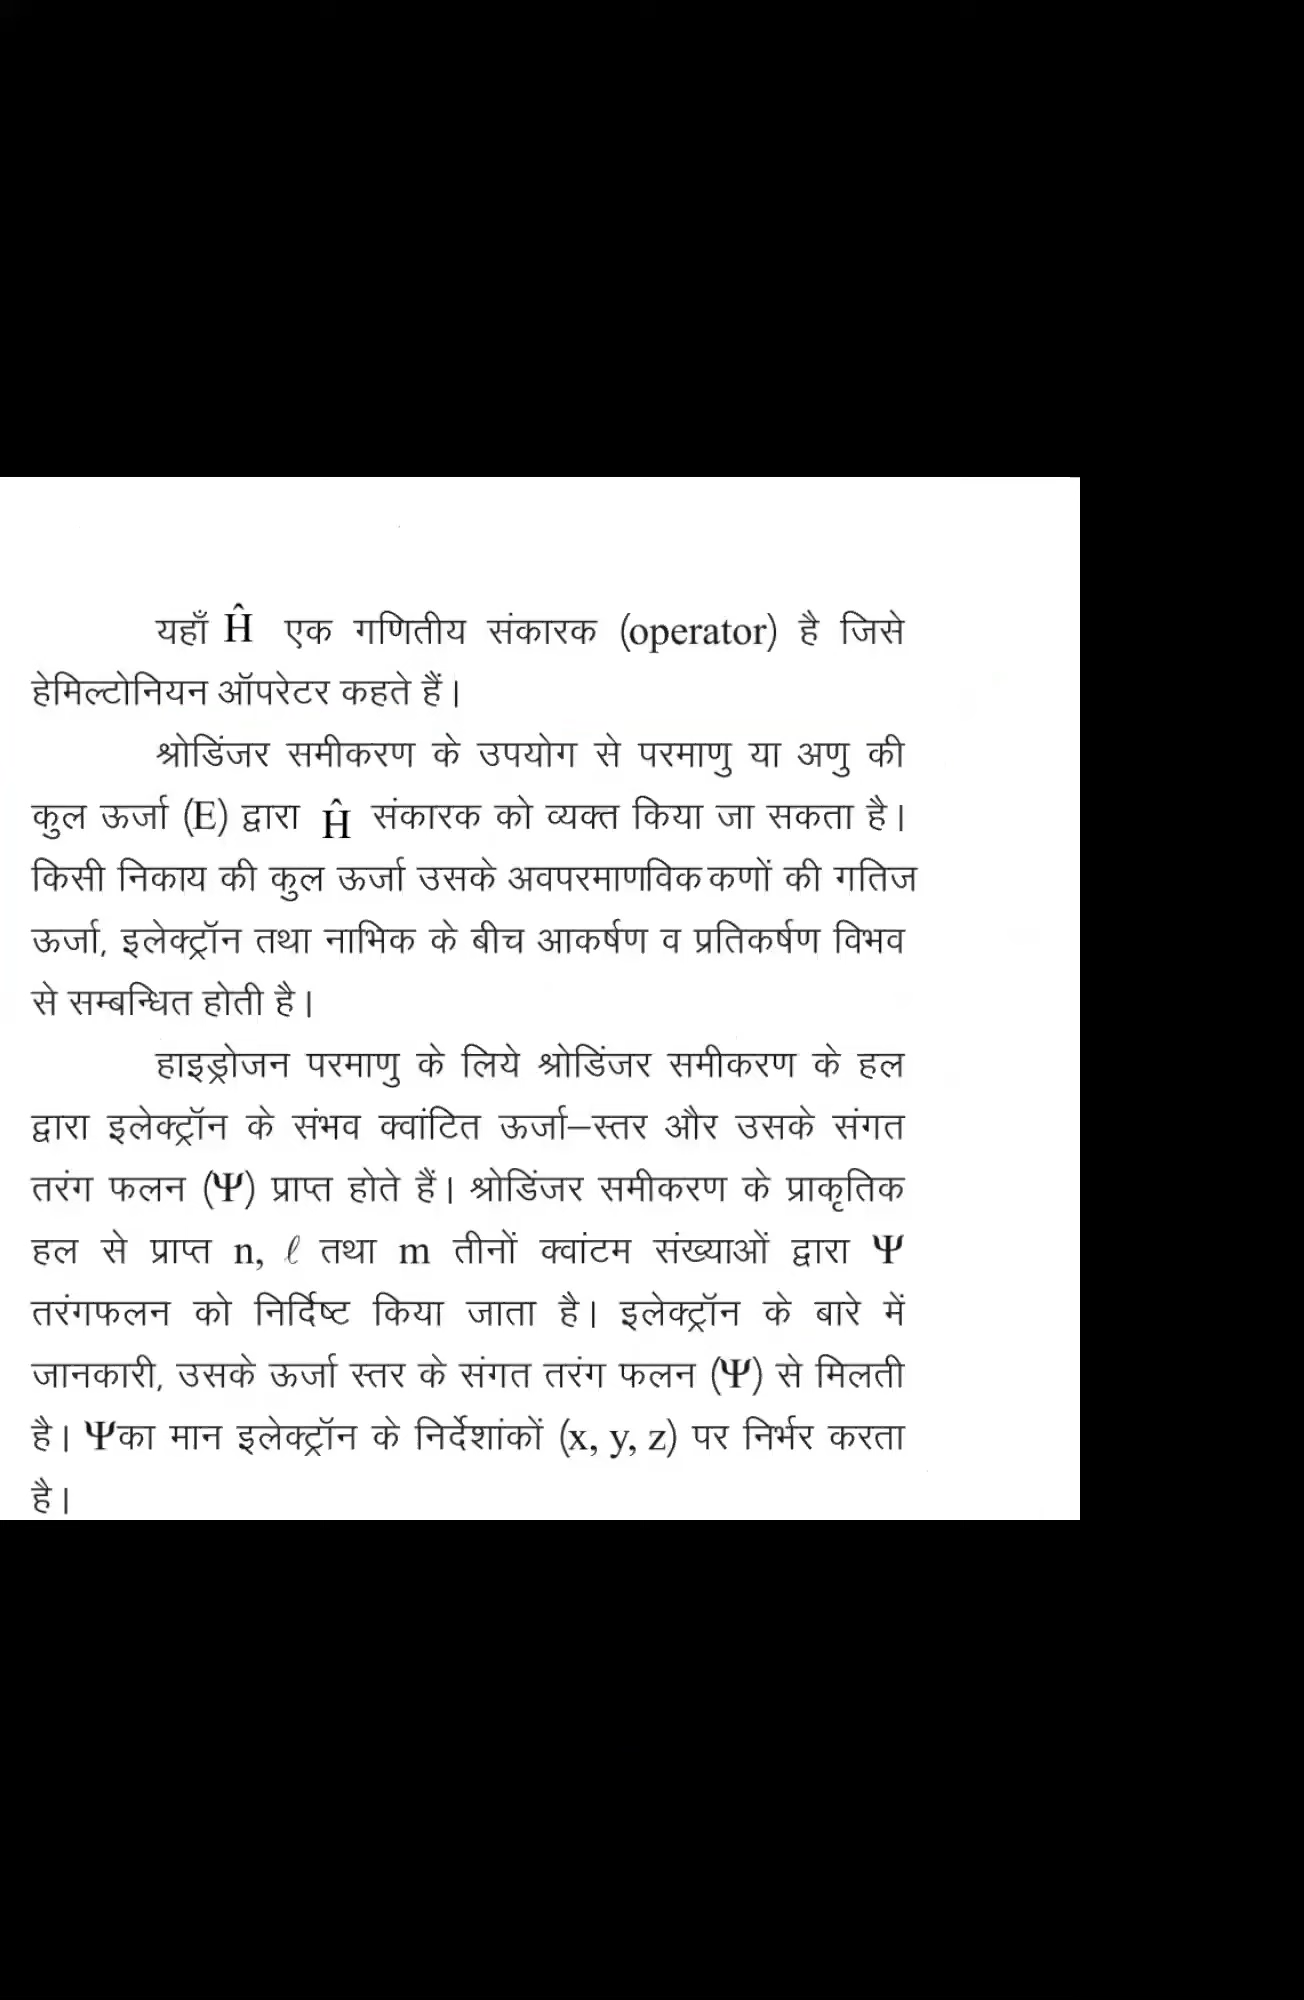 यहाँ Ĥ एक गणितीय संकारक (operator) है जिसे
हेमिल्टोनियन ऑपरेटर कहते हैं।
श्रोडिंजर समीकरण के उपयोग से परमाणु या अणु की
कुल ऊर्जा (E) द्वारा Ĥ संकारक को व्यक्त किया जा सकता है।
किसी निकाय की कुल ऊर्जा उसके अवपरमाणविक कणों की गतिज
ऊर्जा, इलेक्ट्रॉन तथा नाभिक के बीच आकर्षण व प्रतिकर्षण विभव
से सम्बन्धित होती है।
हाइड्रोजन परमाणु के लिये श्रोडिंजर समीकरण के हल
द्वारा इलेक्ट्रॉन के संभव क्वांटित ऊर्जा–स्तर और उसके संगत
तरंग फलन (Ψ) प्राप्त होते हैं। श्रोडिंजर समीकरण के प्राकृतिक
हल से प्राप्त n, ℓ तथा m तीनों क्वांटम संख्याओं द्वारा Ψ
तरंगफलन को निर्दिष्ट किया जाता है। इलेक्ट्रॉन के बारे में
जानकारी, उसके ऊर्जा स्तर के संगत तरंग फलन (Ψ) से मिलती
है। Ψका मान इलेक्ट्रॉन के निर्देशांकों (x, y, z) पर निर्भर करता
है।